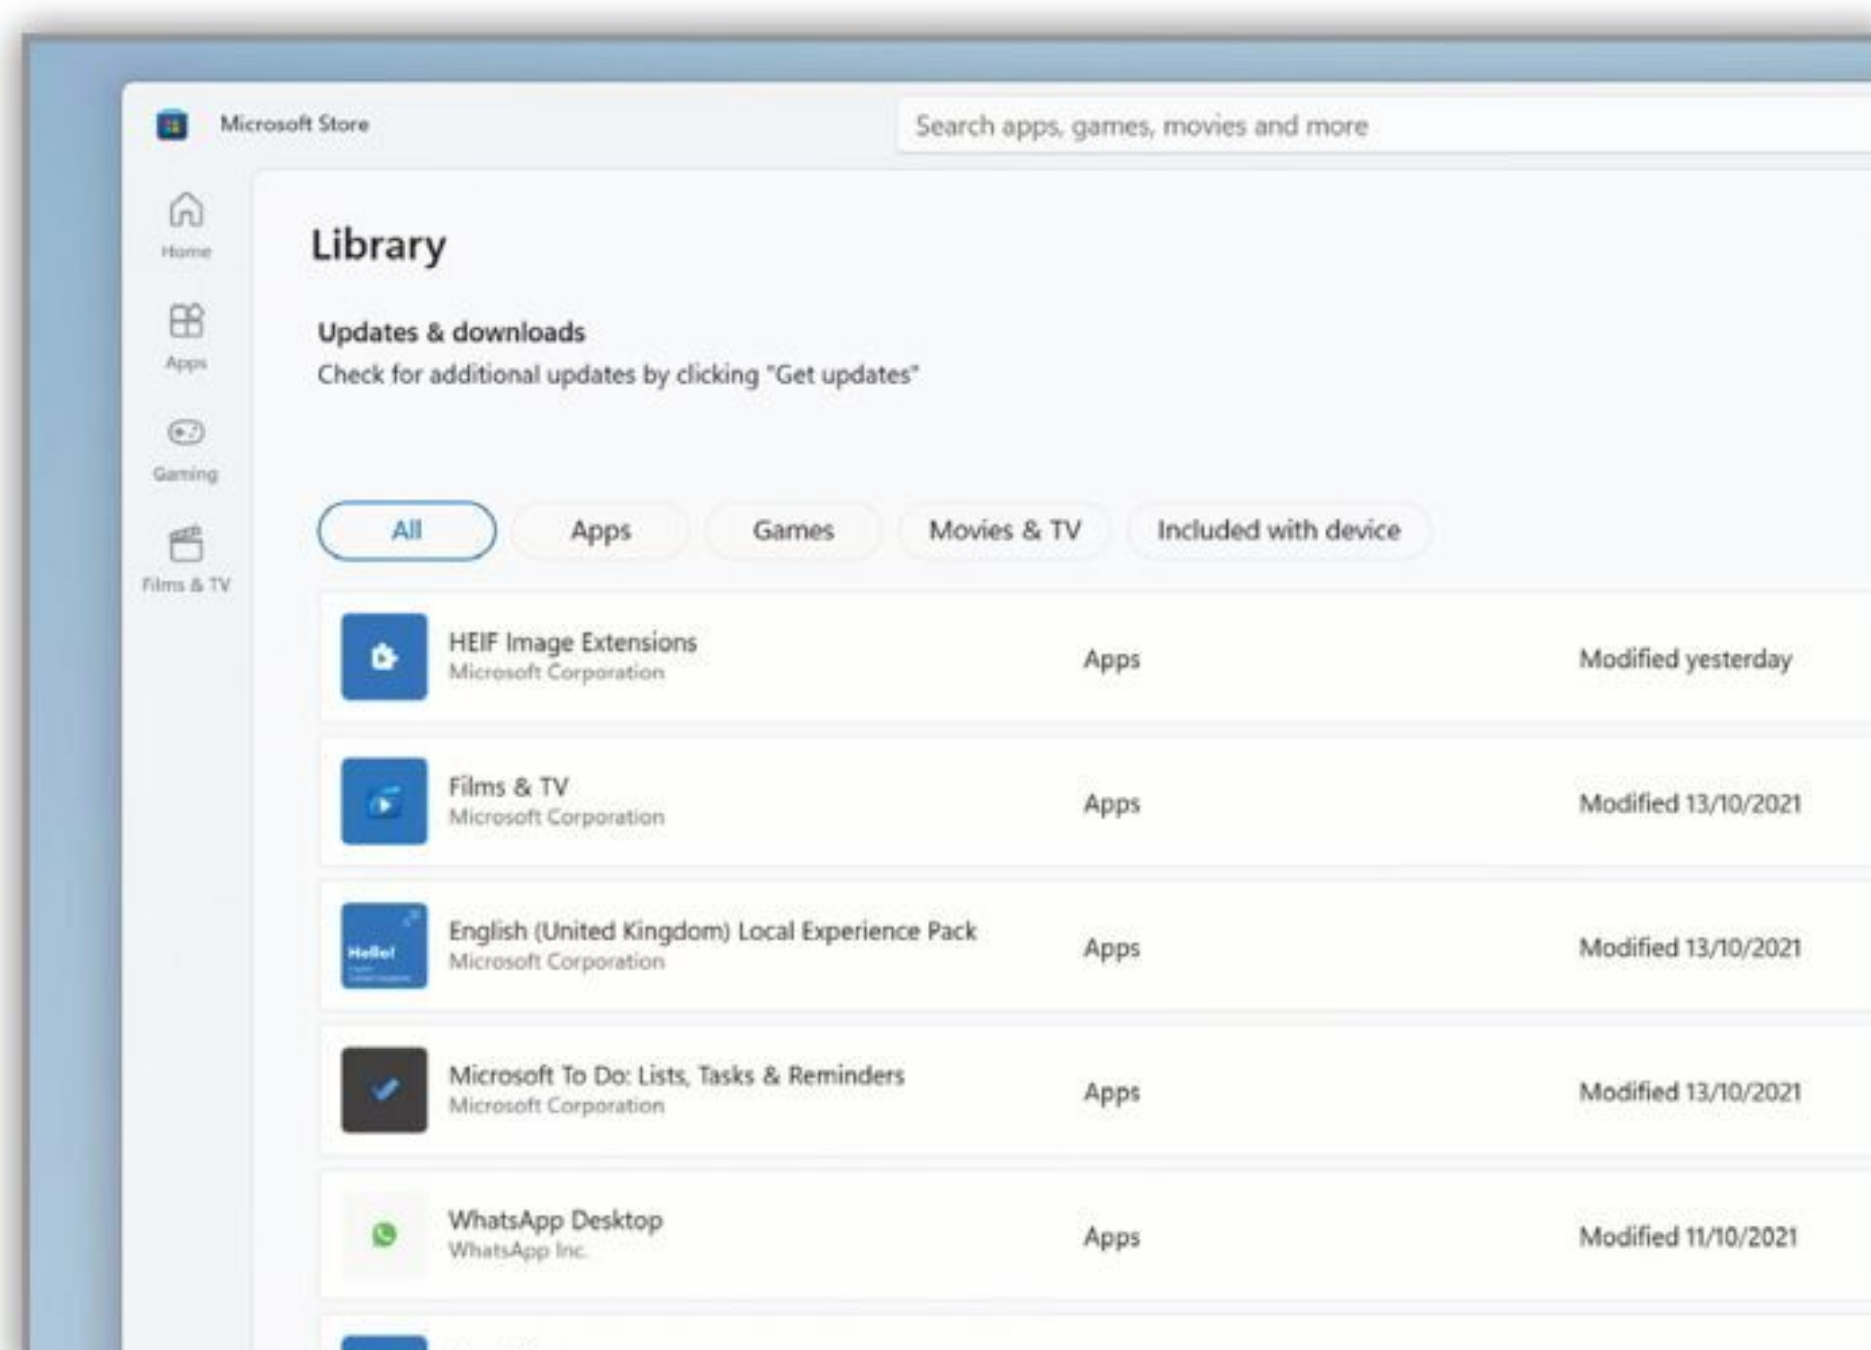 Microsoft Store
Search apps, games, movies and more
Home
Apps
Gaming
Films & TV
Library
Updates & downloads
Check for additional updates by clicking "Get updates"
All
Apps
Games
Movies & TV
Included with device
HEIF Image Extensions
Microsoft Corporation
Apps
Modified yesterday
Films & TV
Microsoft Corporation
Apps
Modified 13/10/2021
Hello!
English (United Kingdom) Local Experience Pack
Microsoft Corporation
Apps
Modified 13/10/2021
Microsoft To Do: Lists, Tasks & Reminders
Microsoft Corporation
Apps
Modified 13/10/2021
WhatsApp Desktop
WhatsApp Inc.
Apps
Modified 11/10/2021